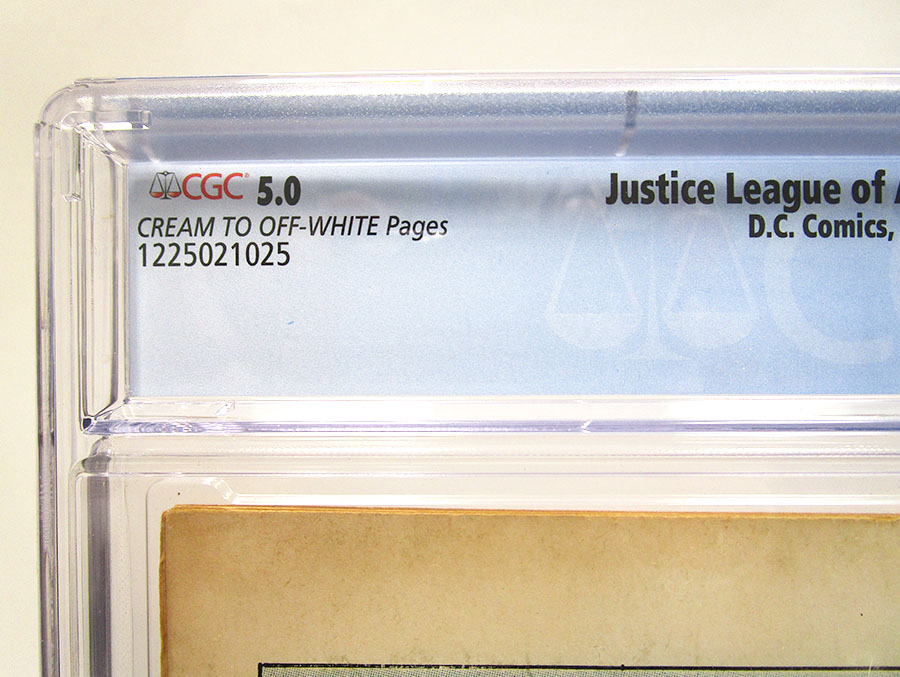 CGC® 5.0
CREAM TO OFF-WHITE Pages
1225021025
Justice League of
D.C. Comics,